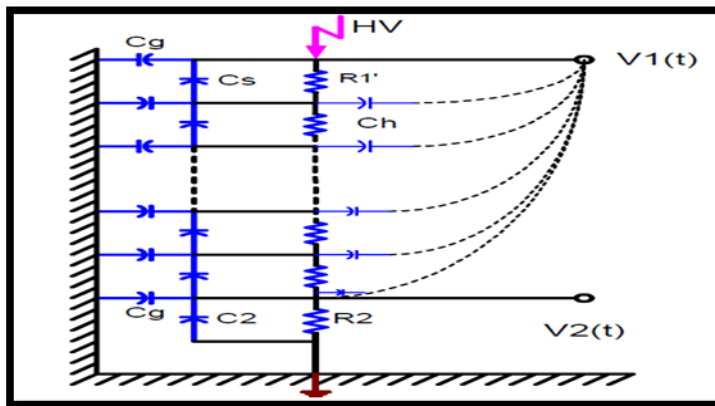 HV
Cg
V1(t)
Cs
R1'
Ch
Cg
C2
R2
V2(t)